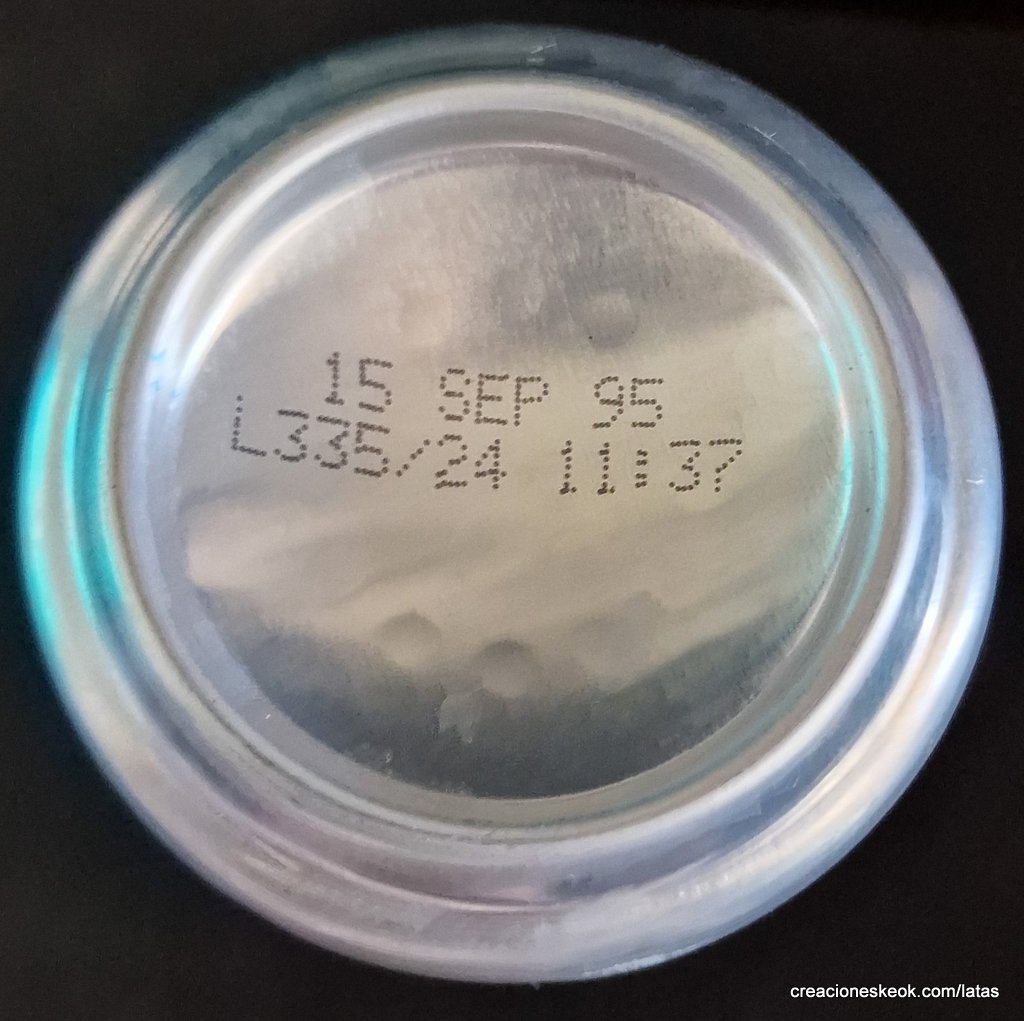 15 SEP 95
L335/24 11:37
creacioneskeok.com/latas